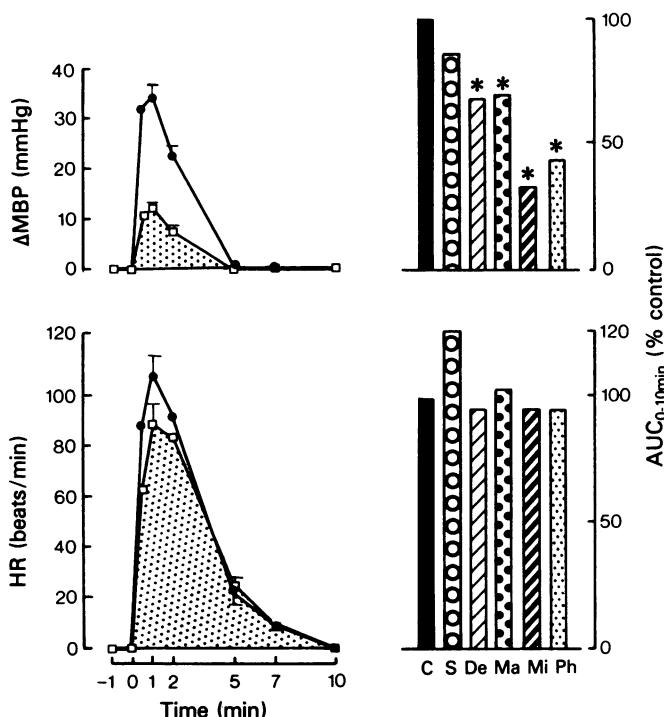 40
30
20
10
0
ΔMBP (mmHg)
100
50
0
* * * *
120
100
80
60
40
20
0
HR (beats/min)
-1 0 1 2 5 7 10
Time (min)
120
100
50
0
AUC0-10min (% control)
C S De Ma Mi Ph